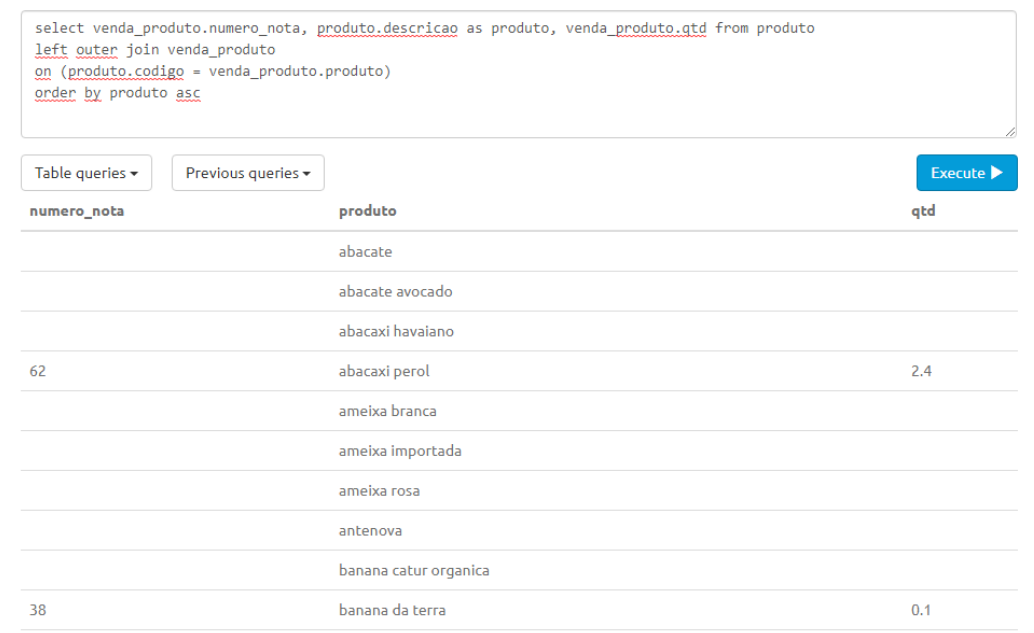 select venda_produto.numero_nota, produto.descricao as produto, venda_produto.qtd from produto
left outer join venda_produto
on (produto.codigo = venda_produto.produto)
order by produto asc
Table queries Previous queries Execute
numero_nota produto qtd
abacate
abacate avocado
abacaxi havaiano
62 abacaxi perol 2.4
ameixa branca
ameixa importada
ameixa rosa
antenova
banana catur organica
38 banana da terra 0.1